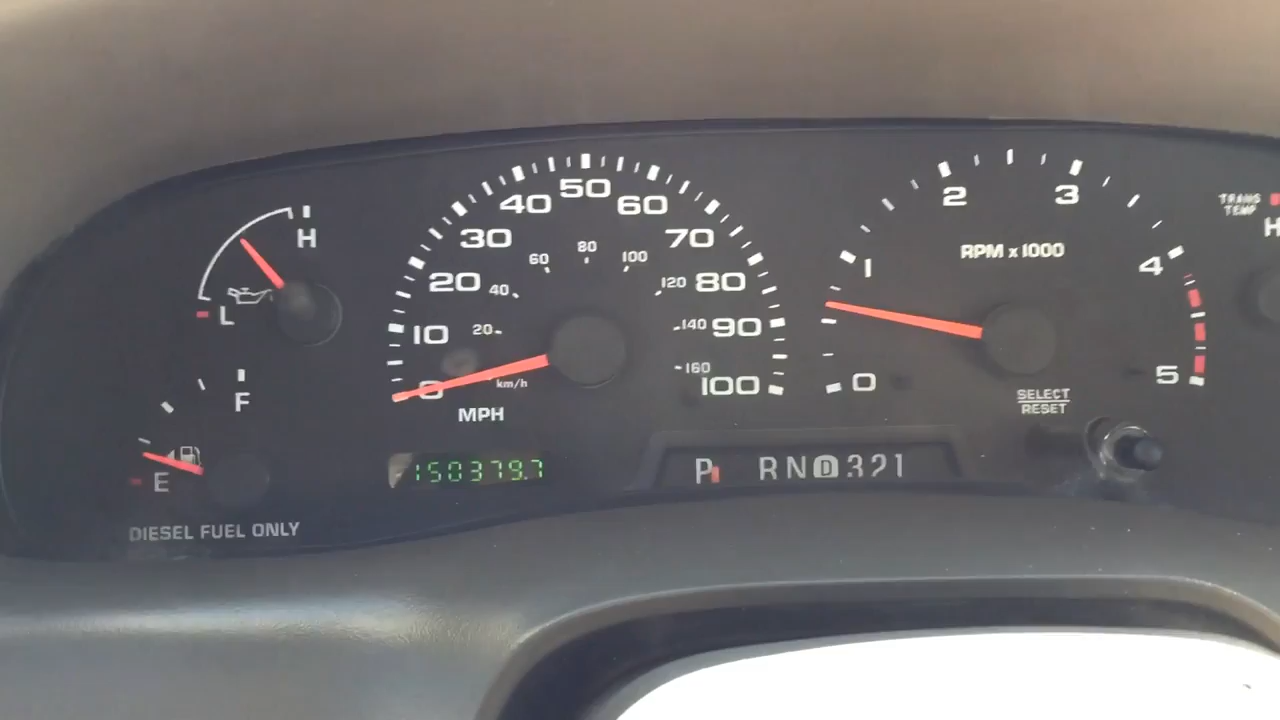 H
L
F
E
DIESEL FUEL ONLY
0 10 20 30 40 50 60 70 80 90 100
20 40 60 80 100 120 140 160
km/h
MPH
150379.7
0 1 2 3 4 5
RPM x 1000
SELECT
RESET
P R N D 3 2 1
TRANS
TEMP
H